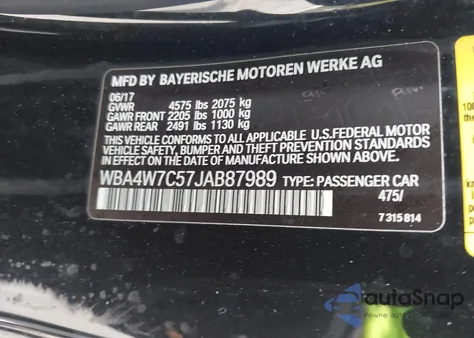 MFD BY BAYERISCHE MOTOREN WERKE AG
06/17
GVWR 4575 lbs 2075 kg
GAWR FRONT 2205 lbs 1000 kg
GAWR REAR 2491 lbs 1130 kg
THIS VEHICLE CONFORMS TO ALL APPLICABLE U.S.FEDERAL MOTOR
VEHICLE SAFETY, BUMPER AND THEFT PREVENTION STANDARDS
IN EFFECT ON THE DATE OF MANUFACTURE SHOWN ABOVE.
WBA4W7C57JAB87989 TYPE: PASSENGER CAR
475/
7 315 814
autoSnap